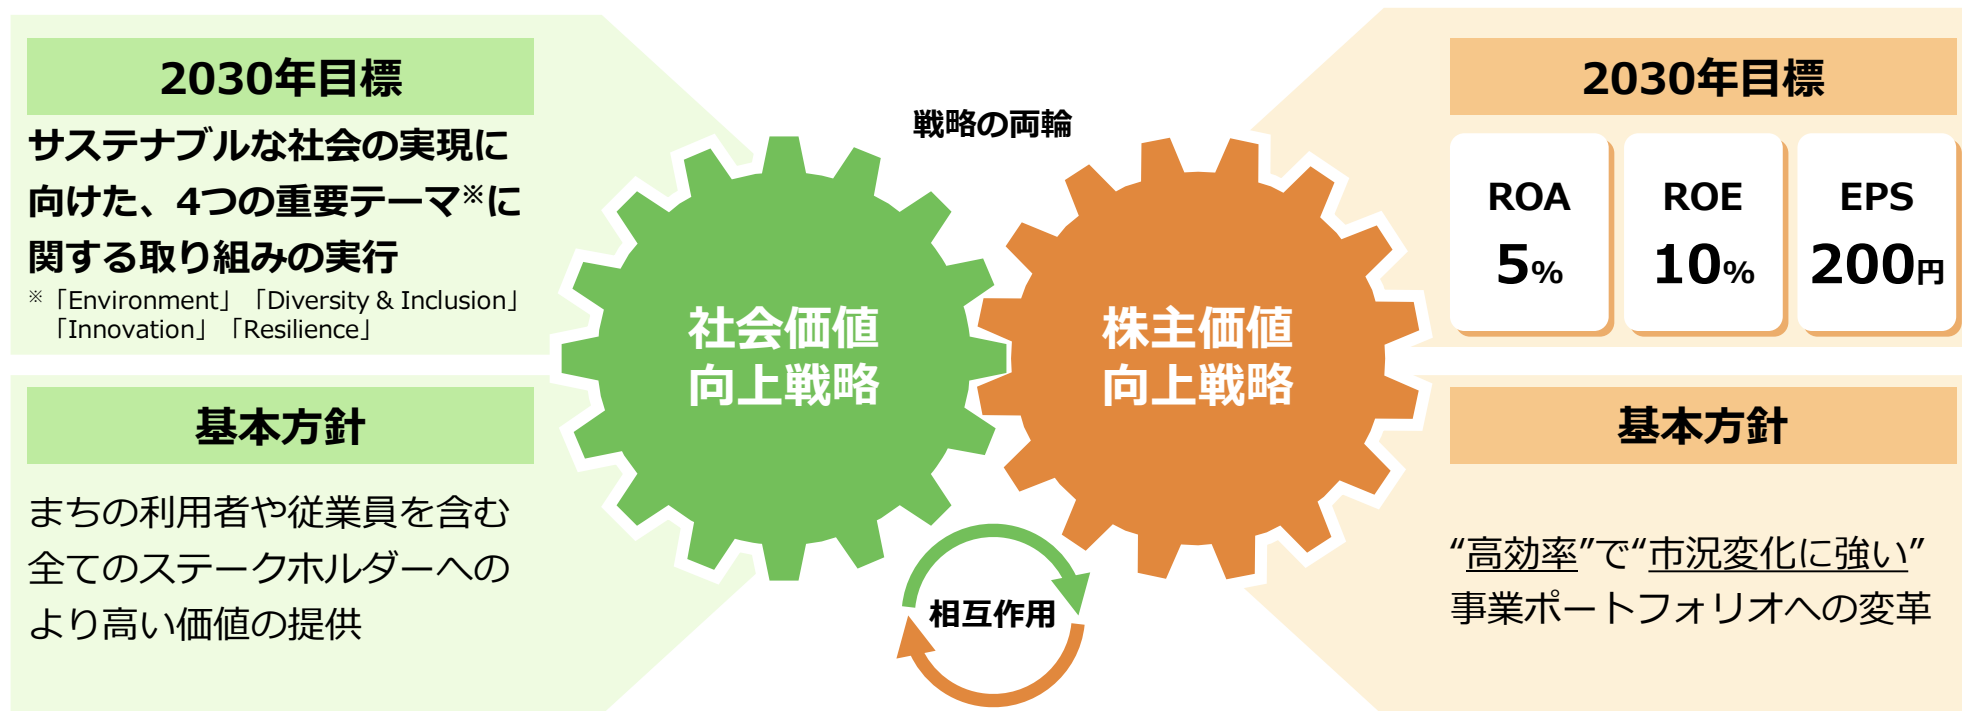 2030年目標
サステナブルな社会の実現に
向けた、4つの重要テーマ※に
関する取り組みの実行
※「Environment」「Diversity & Inclusion」
「Innovation」「Resilience」
基本方針
まちの利用者や従業員を含む
全てのステークホルダーへの
より高い価値の提供
戦略の両輪
社会価値
向上戦略
株主価値
向上戦略
相互作用
2030年目標
ROA
5%
ROE
10%
EPS
200円
基本方針
“高効率”で“市況変化に強い”
事業ポートフォリオへの変革